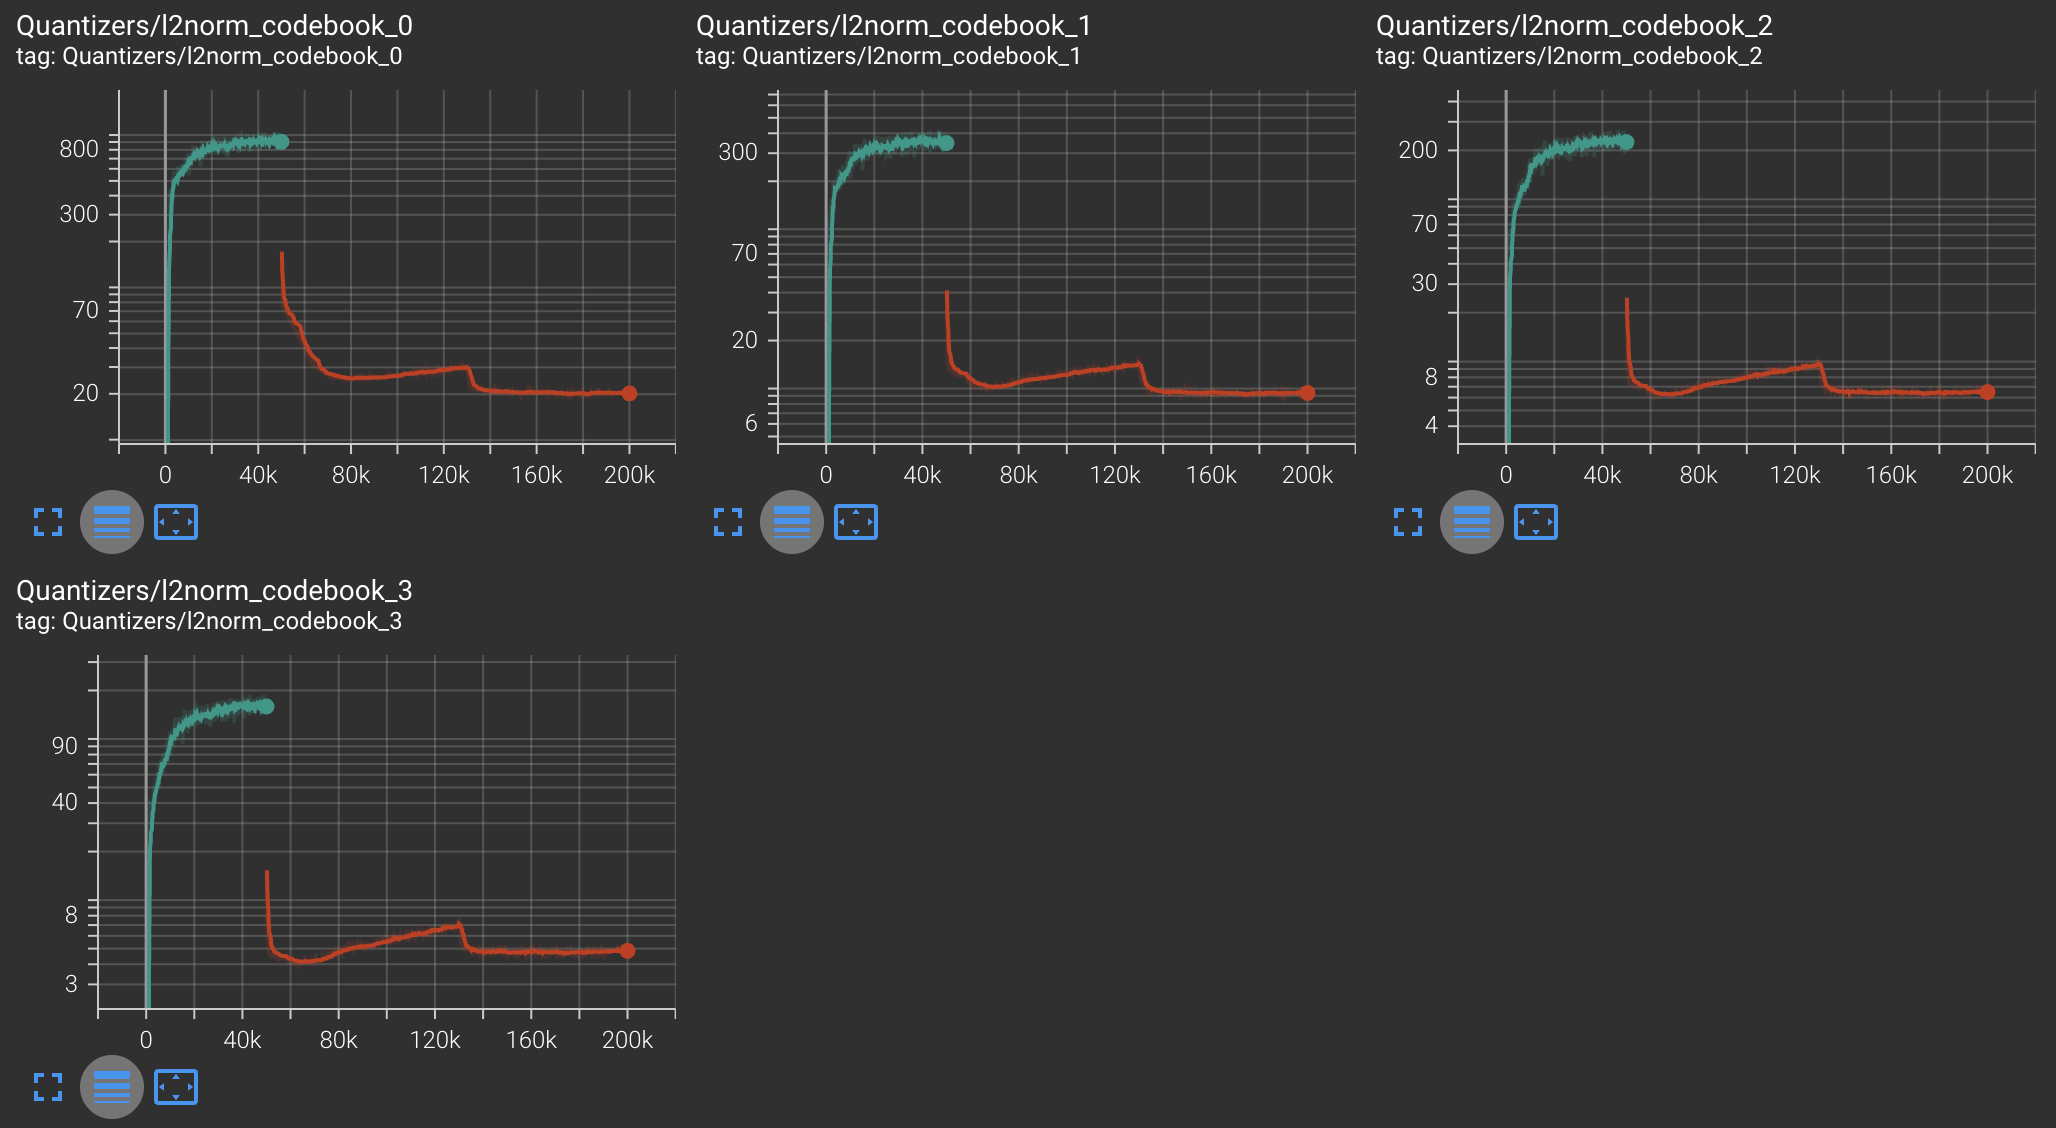 Quantizers/l2norm_codebook_0
tag: Quantizers/l2norm_codebook_0
800
300
70
20
0 40k 80k 120k 160k 200k
Quantizers/l2norm_codebook_1
tag: Quantizers/l2norm_codebook_1
300
70
20
6
0 40k 80k 120k 160k 200k
Quantizers/l2norm_codebook_2
tag: Quantizers/l2norm_codebook_2
200
70
30
8
4
0 40k 80k 120k 160k 200k
Quantizers/l2norm_codebook_3
tag: Quantizers/l2norm_codebook_3
90
40
8
3
0 40k 80k 120k 160k 200k